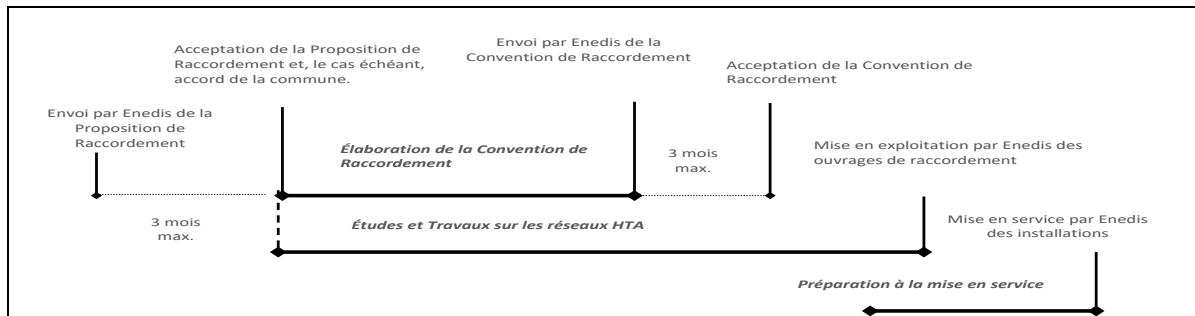 Envoi par Enedis de la
Proposition de
Raccordement
Acceptation de la Proposition de
Raccordement et, le cas échéant,
accord de la commune.
Envoi par Enedis de la
Convention de Raccordement
Acceptation de la Convention de
Raccordement
Élaboration de la Convention de
Raccordement
3 mois
max.
Mise en exploitation par Enedis des
ouvrages de raccordement
3 mois
max.
Études et Travaux sur les réseaux HTA
Mise en service par Enedis
des installations
Préparation à la mise en service